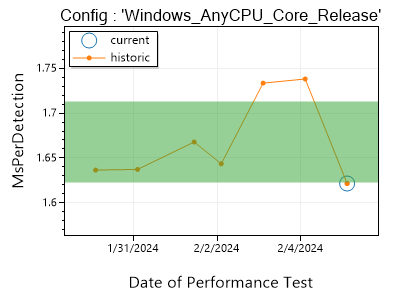 Config : 'Windows_AnyCPU_Core_Release'
current
historic
MsPerDetection
1.75
1.7
1.65
1.6
1/31/2024
2/2/2024
2/4/2024
Date of Performance Test